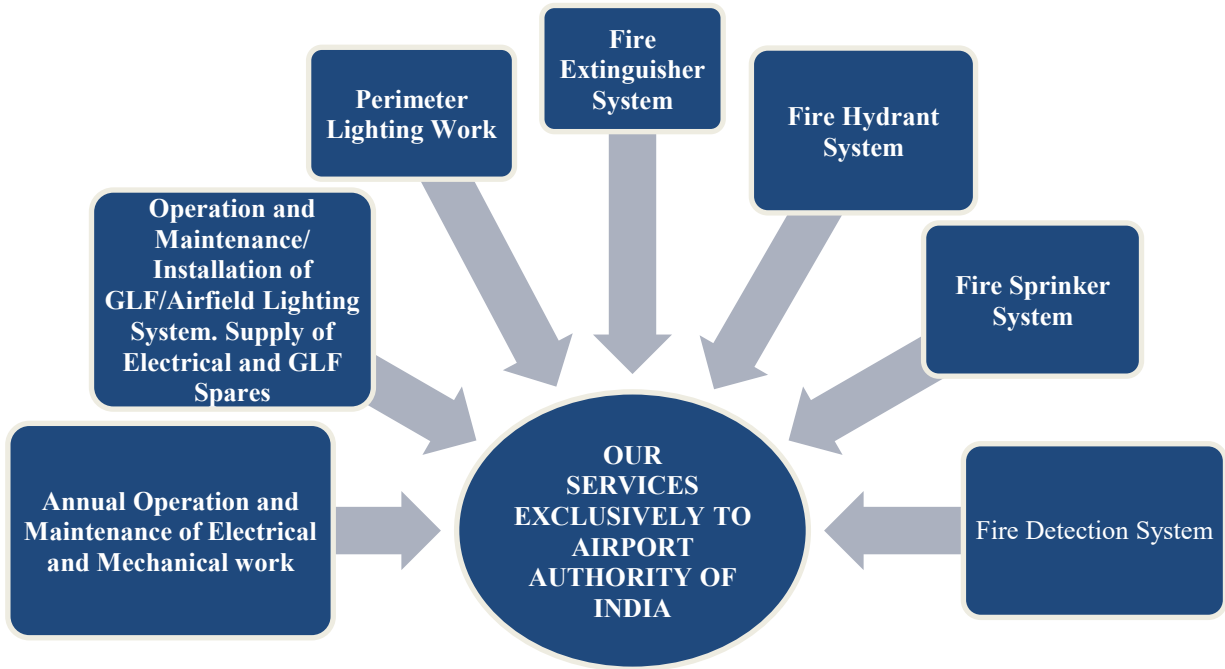 Fire
Extinguisher
System
Perimeter
Lighting Work
Fire Hydrant
System
Operation and
Maintenance/
Installation of
GLF/Airfield Lighting
System. Supply of
Electrical and GLF
Spares
Fire Sprinker
System
Annual Operation and
Maintenance of Electrical
and Mechanical work
OUR
SERVICES
EXCLUSIVELY TO
AIRPORT
AUTHORITY OF
INDIA
Fire Detection System